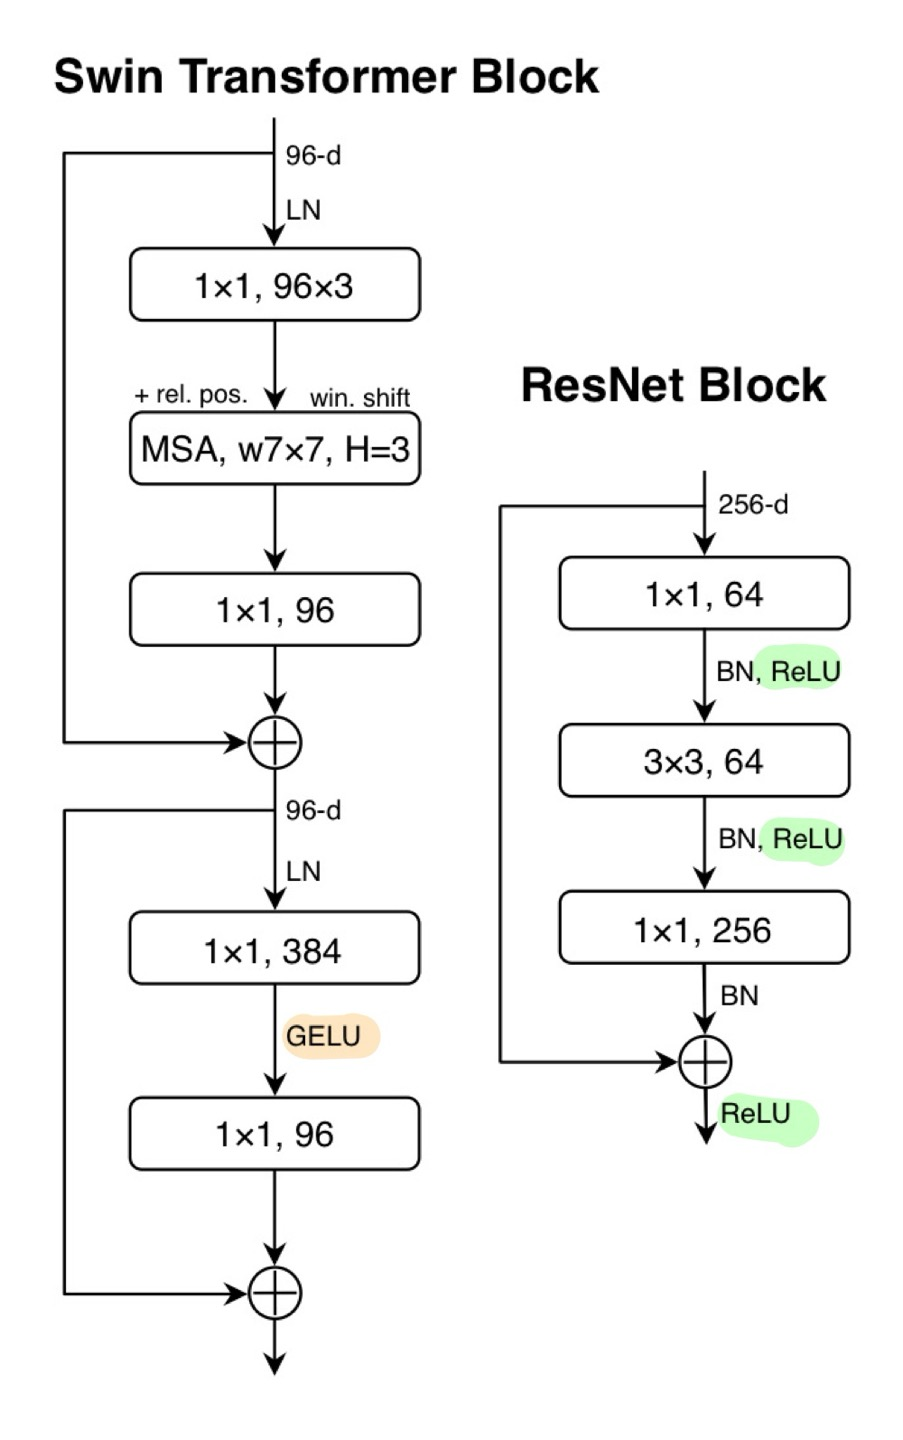 Swin Transformer Block
96-d
LN
1×1, 96×3
+ rel. pos.
win. shift
MSA, w7×7, H=3
1×1, 96
96-d
LN
1×1, 384
GELU
1×1, 96
ResNet Block
256-d
1×1, 64
BN, ReLU
3×3, 64
BN, ReLU
1×1, 256
BN
ReLU